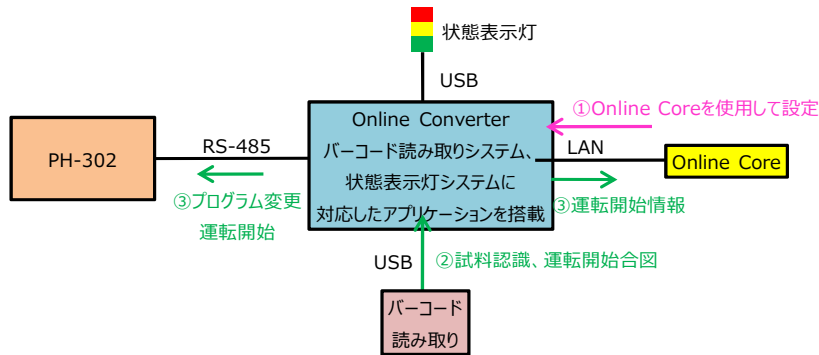 状態表示灯
USB
①Online Coreを使用して設定
Online Converter
バーコード読み取りシステム、
状態表示灯システムに
対応したアプリケーションを搭載
RS-485
LAN
PH-302
Online Core
③プログラム変更
運転開始
③運転開始情報
USB
②試料認識、運転開始合図
バーコード
読み取り